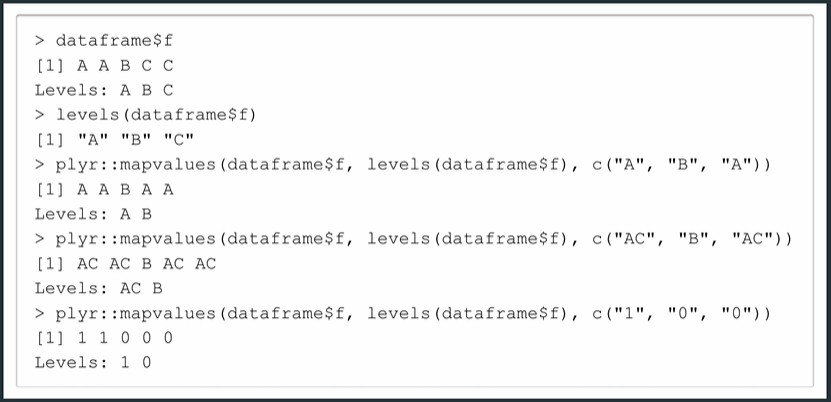 > dataframe$f
[1] A A B C C
Levels: A B C
> levels(dataframe$f)
[1] "A" "B" "C"
> plyr::mapvalues(dataframe$f, levels(dataframe$f), c("A", "B", "A"))
[1] A A B A A
Levels: A B
> plyr::mapvalues(dataframe$f, levels(dataframe$f), c("AC", "B", "AC"))
[1] AC AC B AC AC
Levels: AC B
> plyr::mapvalues(dataframe$f, levels(dataframe$f), c("1", "0", "0"))
[1] 1 1 0 0 0
Levels: 1 0